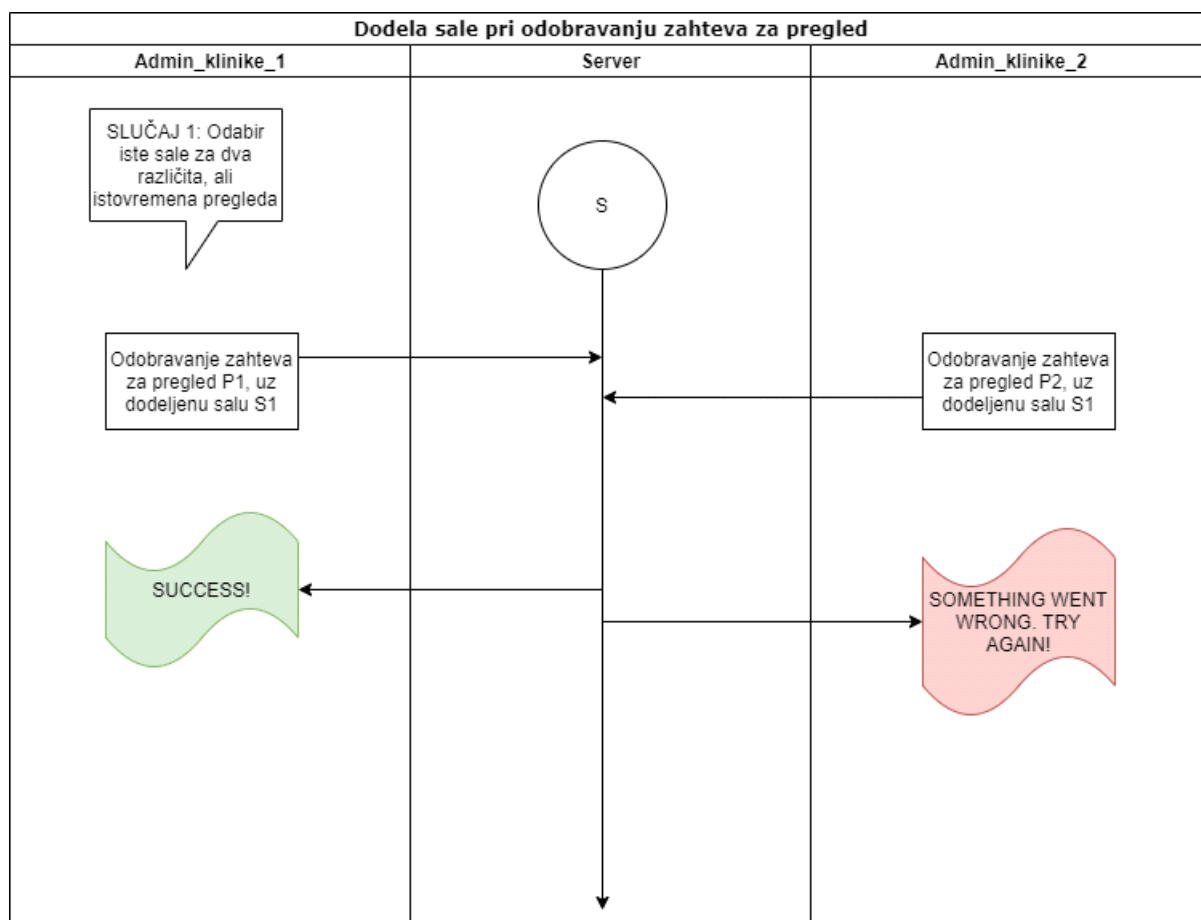 Dodela sale pri odobravanju zahteva za pregled
Admin_klinike_1
Server
Admin_klinike_2
SLUČAJ 1: Odabir
iste sale za dva
različita, ali
istovremena pregleda
S
Odobravanje zahteva
za pregled P1, uz
dodeljenu salu S1
Odobravanje zahteva
za pregled P2, uz
dodeljenu salu S1
SUCCESS!
SOMETHING WENT
WRONG. TRY
AGAIN!